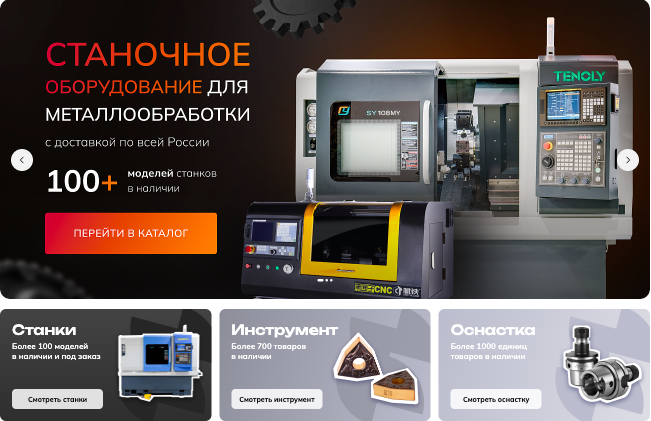 СТАНОЧНОЕ
ОБОРУДОВАНИЕ ДЛЯ
МЕТАЛЛООБРАБОТКИ
с доставкой по всей России
100+
моделей станков
в наличии
ПЕРЕЙТИ В КАТАЛОГ
TENOLY
SY 108MY
CNC
Станки
Более 100 моделей
в наличии и под заказ
Смотреть станки
Инструмент
Более 700 товаров
в наличии
Смотреть инструмент
Оснастка
Более 1000 единиц
товаров в наличии
Смотреть оснастку